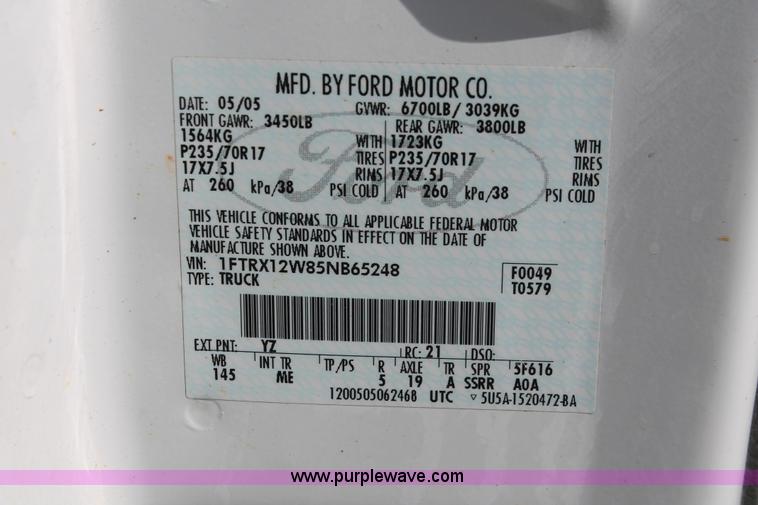 MFD. BY FORD MOTOR CO.
DATE: 05/05 GVWR: 6700LB/ 3039KG
FRONT GAWR: 3450LB REAR GAWR: 3800LB
1564KG WITH 1723KG WITH
P235/70R17 TIRES P235/70R17 TIRES
17X7.5J RIMS 17X7.5J RIMS
AT 260 kPa/38 PSI COLD AT 260 kPa/38 PSI COLD
Ford
THIS VEHICLE CONFORMS TO ALL APPLICABLE FEDERAL MOTOR
VEHICLE SAFETY STANDARDS IN EFFECT ON THE DATE OF
MANUFACTURE SHOWN ABOVE.
VIN: 1FTRX12W85NB65248 F0049
TYPE: TRUCK T0579
EXT PNT: YZ RC: 21 DSO:
WB INT TR TP/PS R AXLE TR SPR 5F616
145 ME 5 19 A SSRR A0A
120050506246B UTC ▽5U5A-1520472-BA
www.purplewave.com